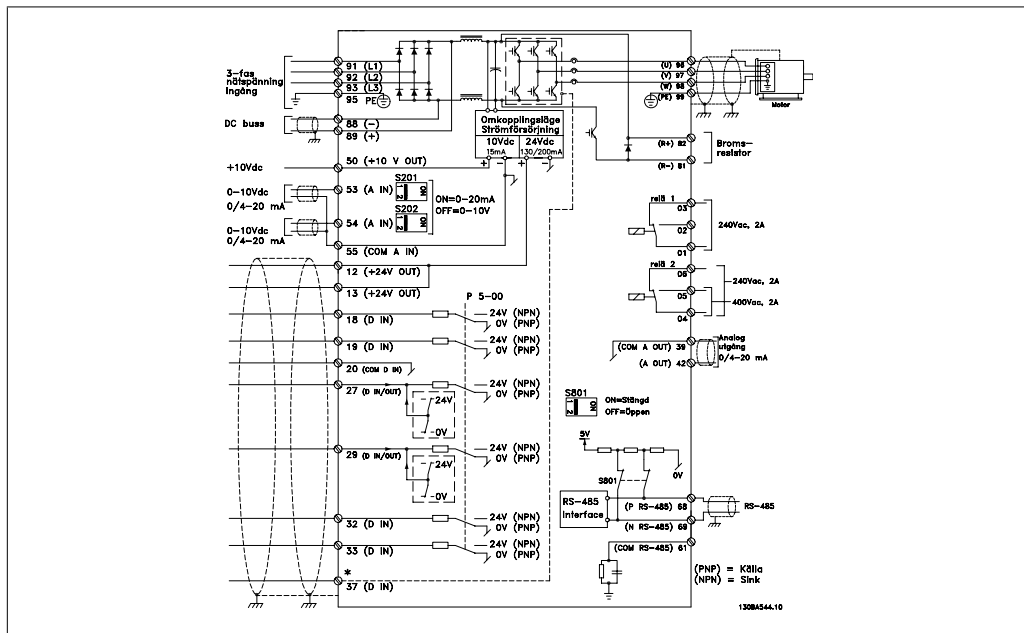 3-fas
nätspänning
ingång
91 (L1)
92 (L2)
93 (L3)
95 PE
DC buss
88 (-)
89 (+)
+10Vdc
50 (+10 V OUT)
0-10Vdc
0/4-20 mA
53 (A IN)
S201
1 2
ON
ON=0-20mA
OFF=0-10V
0-10Vdc
0/4-20 mA
54 (A IN)
S202
1 2
ON
55 (COM A IN)
12 (+24V OUT)
13 (+24V OUT)
P 5-00
18 (D IN)
24V (NPN)
0V (PNP)
19 (D IN)
24V (NPN)
0V (PNP)
20 (COM D IN)
27 (D IN/OUT)
24V (NPN)
0V (PNP)
24V
0V
29 (D IN/OUT)
24V (NPN)
0V (PNP)
24V
0V
32 (D IN)
24V (NPN)
0V (PNP)
33 (D IN)
24V (NPN)
0V (PNP)
*
37 (D IN)
Omkopplingsläge
Strömförsörjning
10Vdc
15mA
24Vdc
130/200mA
+ - + -
(U) 96
(V) 97
(W) 98
(PE) 99
Motor
(R+) 82
(R-) 81
Broms-
resistor
relä 1
03
02
01
240Vac, 2A
relä 2
06
05
04
240Vac, 2A
400Vac, 2A
(COM A OUT) 39
(A OUT) 42
Analog
utgång
0/4-20 mA
S801
1 2
ON
ON=Stängd
OFF=Öppen
5V
S801
0V
RS-485
Interface
(P RS-485) 68
(N RS-485) 69
RS-485
(COM RS-485) 61
(PNP) = Källa
(NPN) = Sink
130BA544.10